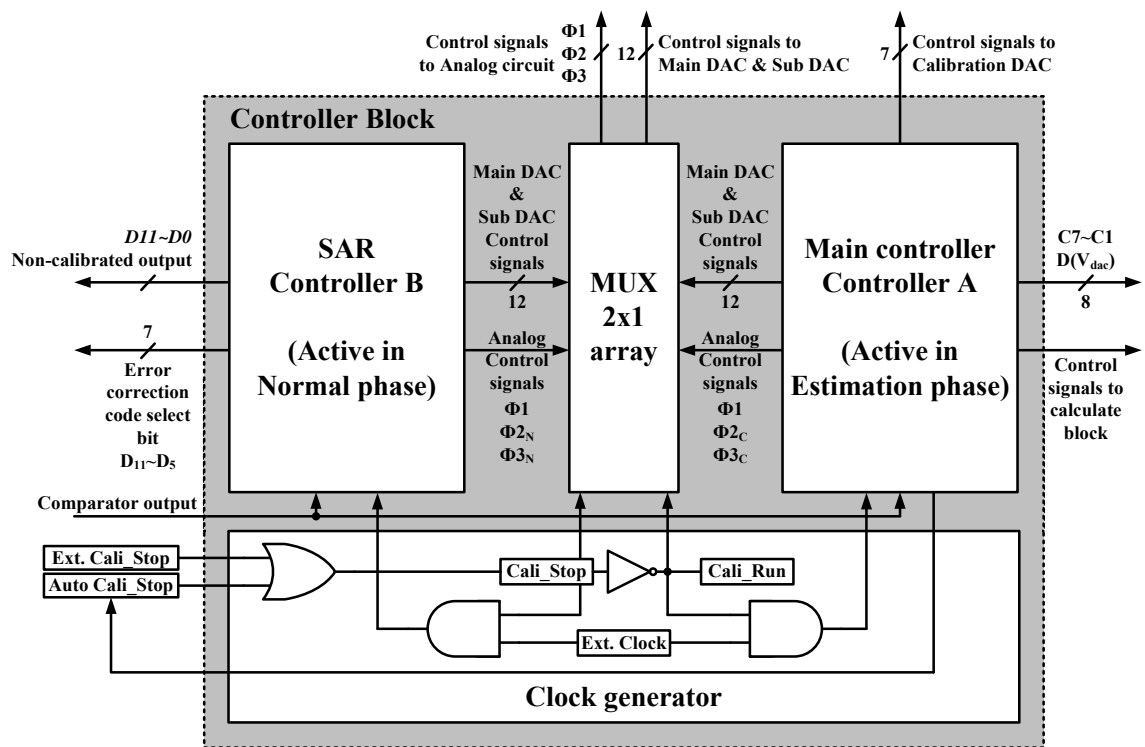 Control signals
to Analog circuit
Φ1
Φ2
Φ3
12
Control signals to
Main DAC & Sub DAC
7
Control signals to
Calibration DAC
Controller Block
SAR
Controller B
(Active in
Normal phase)
Main DAC
&
Sub DAC
Control
signals
12
Analog
Control
signals
Φ1
Φ2N
Φ3N
MUX
2x1
array
Main DAC
&
Sub DAC
Control
signals
12
Analog
Control
signals
Φ1
Φ2C
Φ3C
Main controller
Controller A
(Active in
Estimation phase)
D11~D0
Non-calibrated output
7
Error
correction
code select
bit
D11~D5
C7~C1
D(Vdac)
8
Control
signals to
calculate
block
Comparator output
Ext. Cali_Stop
Auto Cali_Stop
Cali_Stop
Cali_Run
Ext. Clock
Clock generator